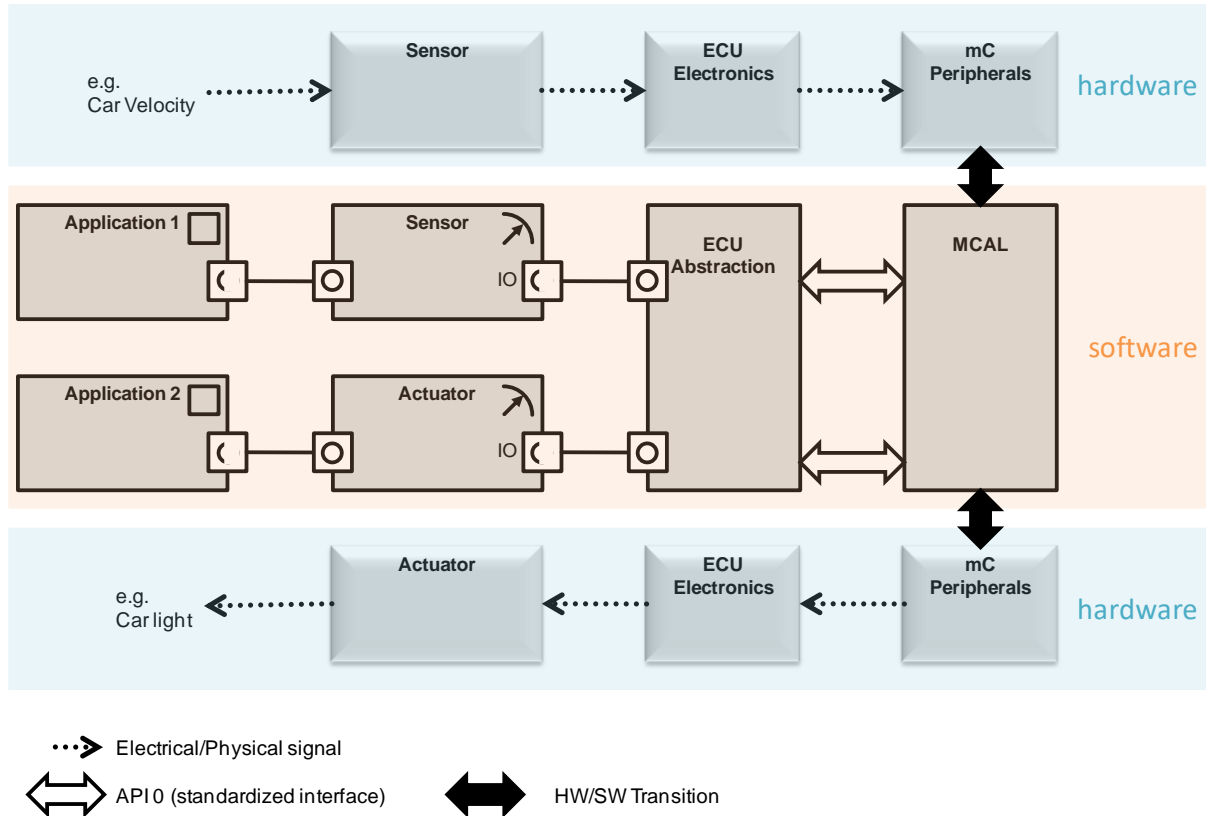 Sensor
ECU
Electronics
mC
Peripherals
e.g.
Car Velocity
hardware
Application 1
Sensor
IO
ECU
Abstraction
MCAL
software
Application 2
Actuator
IO
Actuator
ECU
Electronics
mC
Peripherals
e.g.
Car light
hardware
Electrical/Physical signal
API 0 (standardized interface)
HW/SW Transition